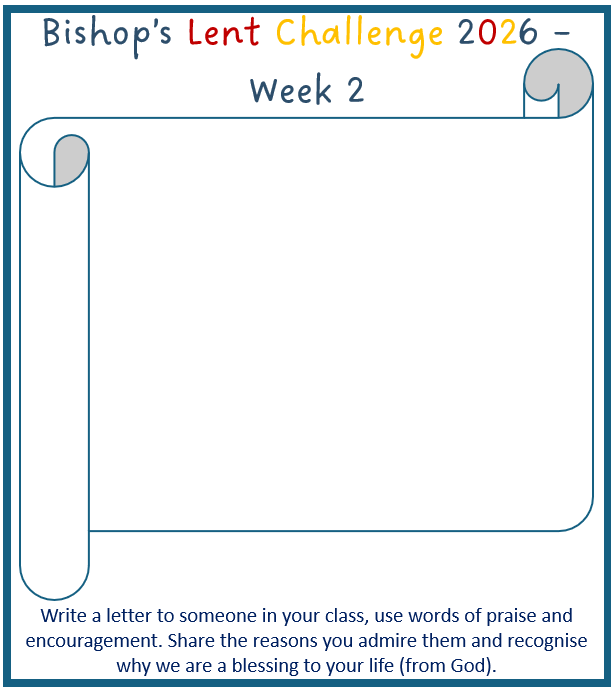 Bishop's Lent Challenge 2026 –
Week 2
Write a letter to someone in your class, use words of praise and
encouragement. Share the reasons you admire them and recognise
why we are a blessing to your life (from God).